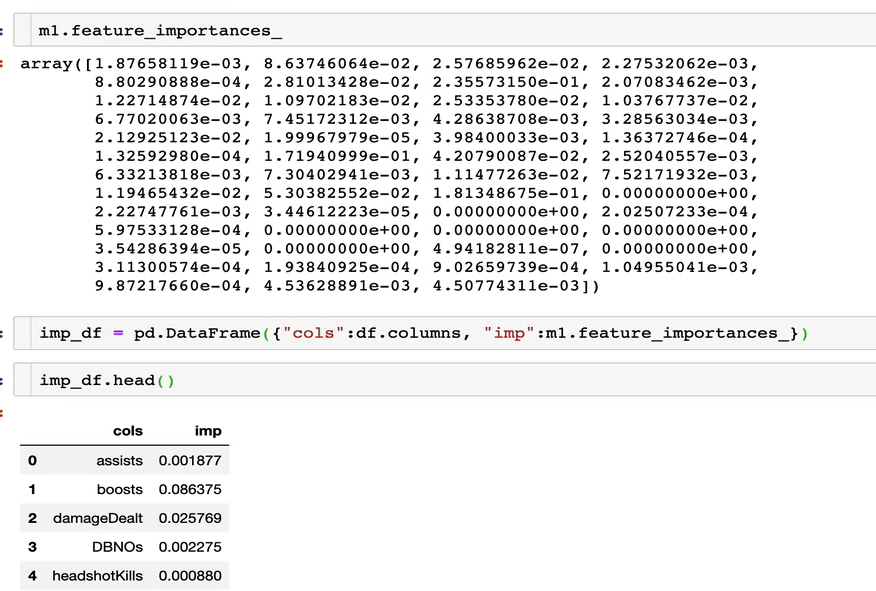 m1.feature_importances_
array([1.87658119e-03, 8.63746064e-02, 2.57685962e-02, 2.27532062e-03,
8.80290888e-04, 2.81013428e-02, 2.35573150e-01, 2.07083462e-02,
1.22714874e-02, 1.09702183e-02, 2.53353780e-02, 1.03767737e-02,
6.77020063e-03, 7.45172312e-03, 4.28638708e-03, 3.28563034e-03,
2.12925123e-02, 1.99967979e-05, 3.98400033e-03, 1.36372746e-04,
1.32592980e-04, 1.71940999e-01, 4.20790087e-02, 2.52040557e-03,
6.33213818e-03, 7.30402941e-03, 1.11477263e-02, 7.52171932e-03,
1.19465432e-02, 5.30382552e-02, 1.81348675e-01, 0.00000000e+00,
2.22747761e-03, 3.44612223e-05, 0.00000000e+00, 2.02507233e-04,
5.97533128e-04, 0.00000000e+00, 0.00000000e+00, 0.00000000e+00,
3.54286394e-05, 0.00000000e+00, 4.94182811e-07, 0.00000000e+00,
3.11300574e-04, 1.93840925e-04, 9.02659739e-04, 1.04955041e-03,
9.87217660e-04, 4.53628891e-03, 4.50774311e-03])
imp_df = pd.DataFrame({"cols":df.columns, "imp":m1.feature_importances_})
imp_df.head()
cols imp
0 assists 0.001877
1 boosts 0.086375
2 damageDealt 0.025769
3 DBNOs 0.002275
4 headshotKills 0.000880